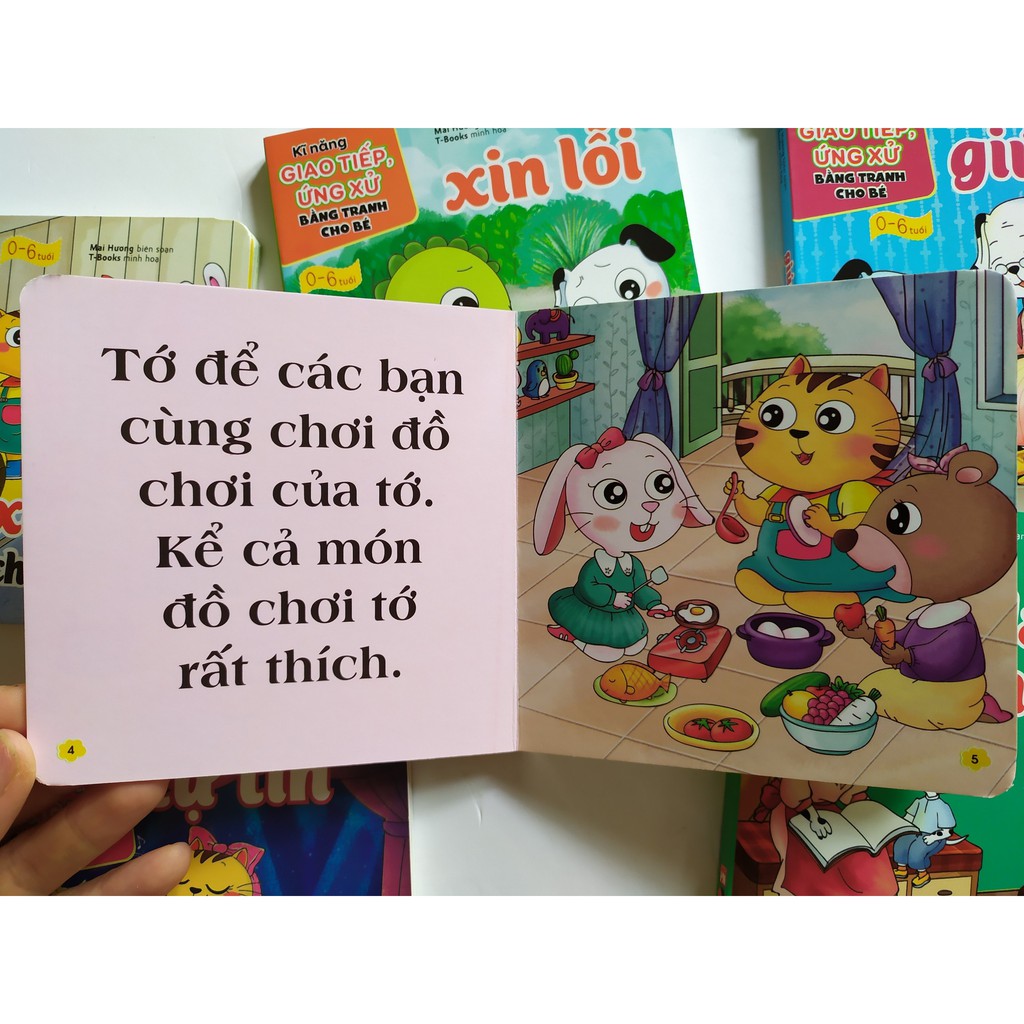 Kĩ năng
GIAO TIẾP,
ỨNG XỬ
BẰNG TRANH
CHO BÉ
0-6 tuổi
T-Books minh hoạ
xin lỗi
GIAO TIẾP,
ỨNG XỬ
BẰNG TRANH
CHO BÉ
0-6 tuổi
0-6 tuổi
Mai Hương biên soạn
T-Books minh hoạ
Tớ để các bạn
cùng chơi đồ
chơi của tớ.
Kể cả món
đồ chơi tớ
rất thích.
4
5
tự tin